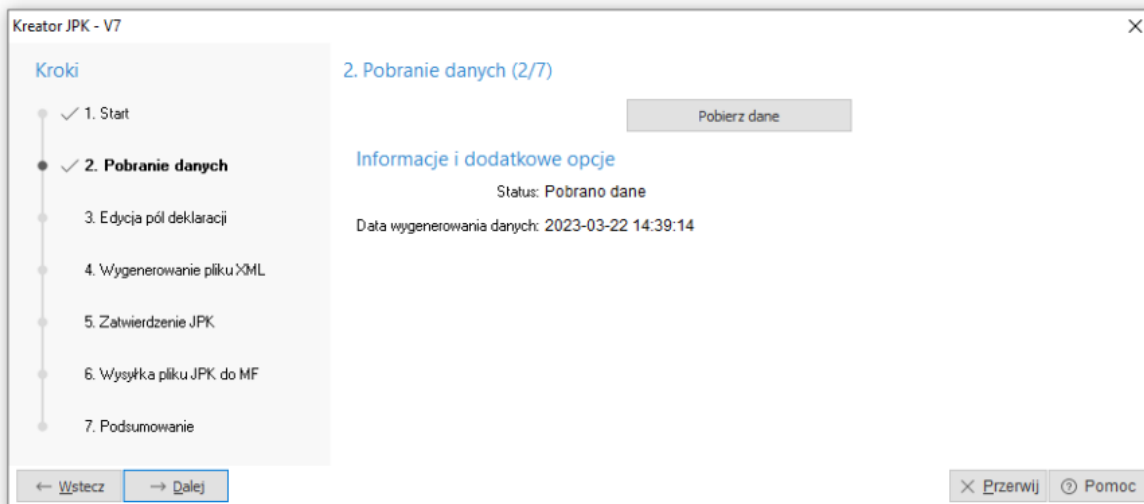 Kreator JPK - V7
Kroki
1. Start
2. Pobranie danych
3. Edycja pól deklaracji
4. Wygenerowanie pliku XML
5. Zatwierdzenie JPK
6. Wysyłka pliku JPK do MF
7. Podsumowanie
2. Pobranie danych (2/7)
Pobierz dane
Informacje i dodatkowe opcje
Status: Pobrano dane
Data wygenerowania danych: 2023-03-22 14:39:14
← Wstecz → Dalej × Przerwij ? Pomoc